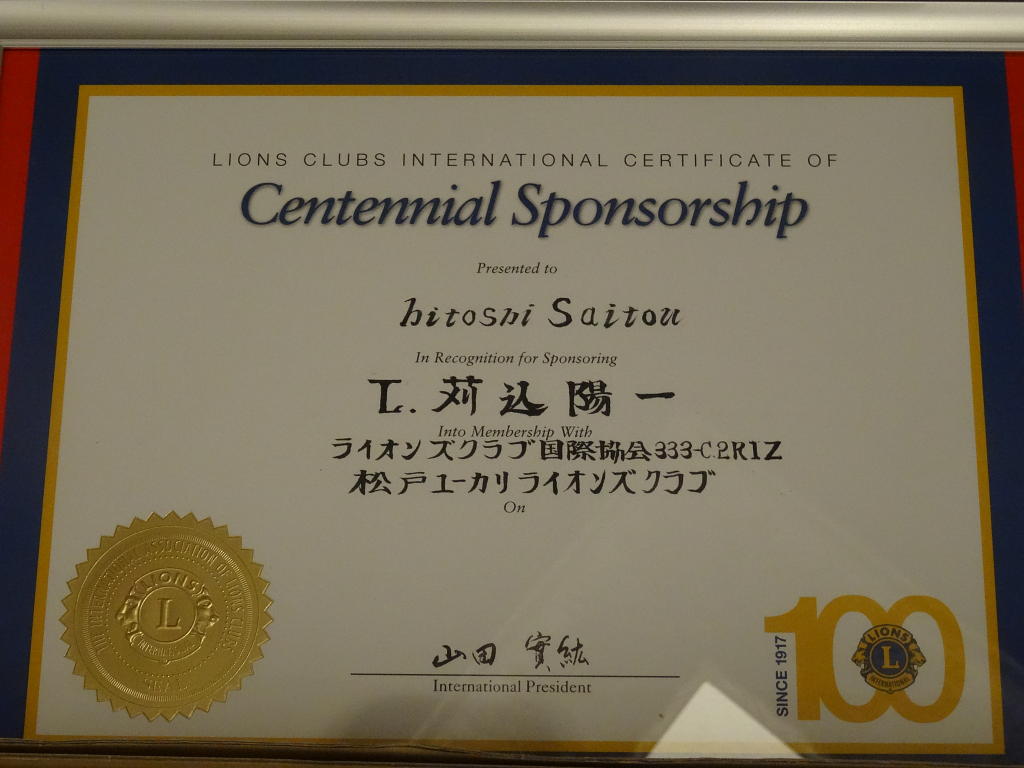 LIONS CLUBS INTERNATIONAL CERTIFICATE OF
Centennial Sponsorship
Presented to
hitoshi Saitou
In Recognition for Sponsoring
L. 苅込陽一
Into Membership With
ライオンズクラブ国際協会333-C.2R1Z
松戸ユーカリライオンズクラブ
On
山田 實紘
International President
LIONS
L
INTERNATIONAL
SINCE 1917
100
LIONS
L
INTERNATIONAL